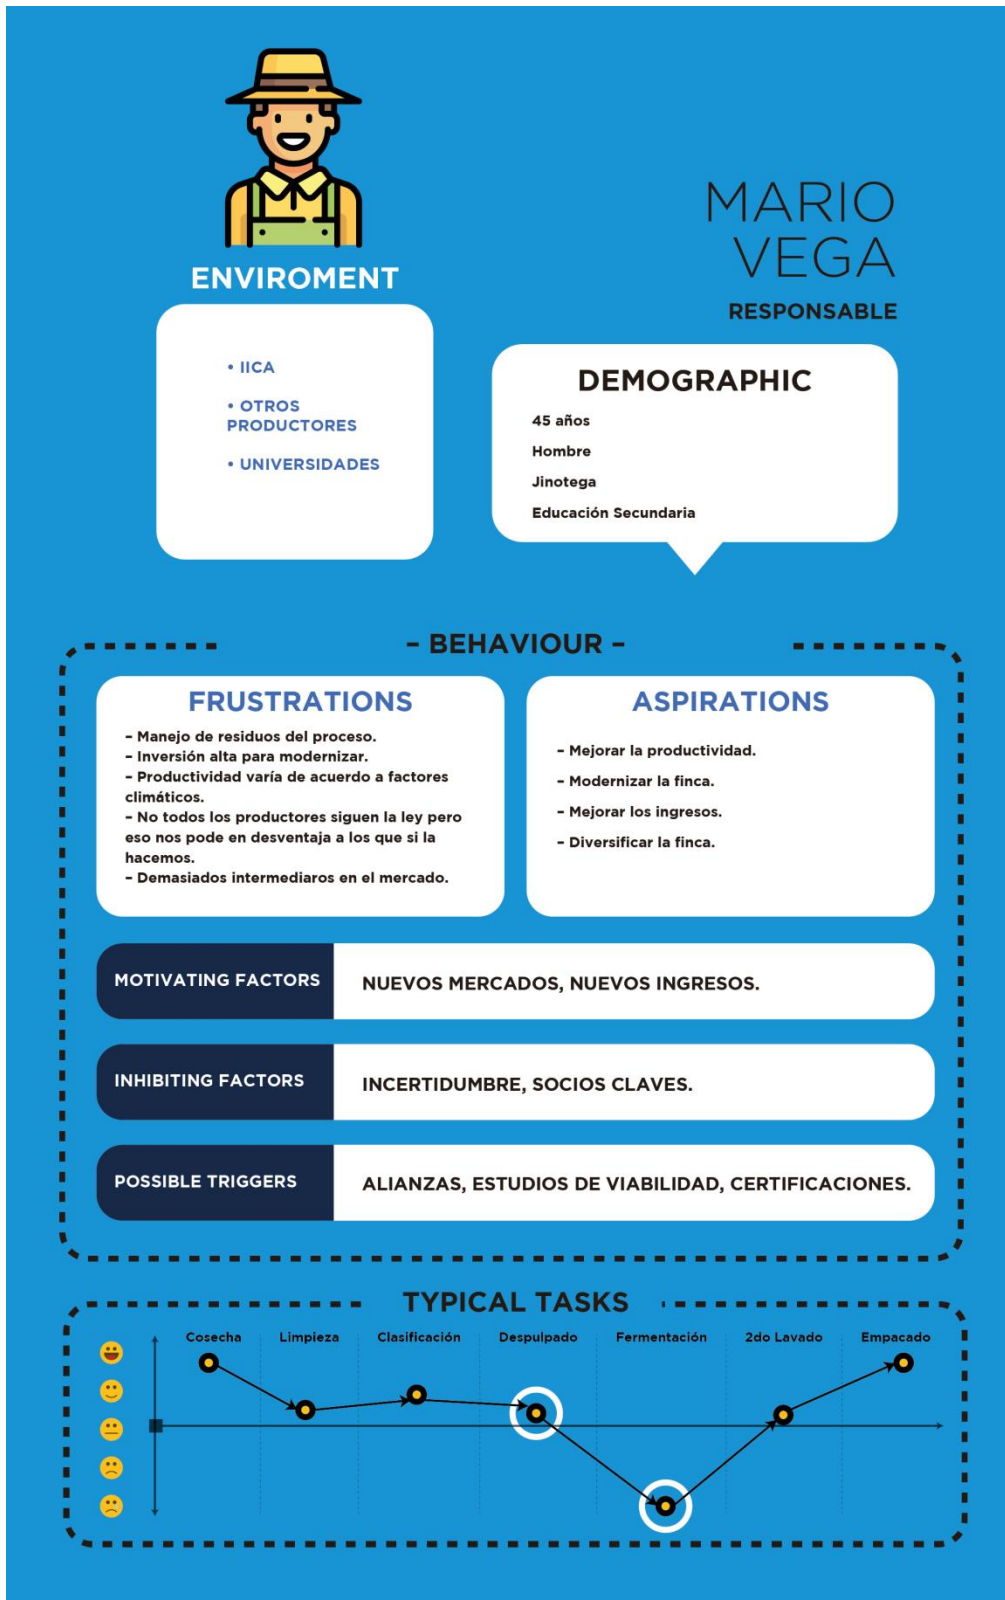 MARIO
VEGA
RESPONSABLE
ENVIROMENT
• IICA
• OTROS
PRODUCTORES
• UNIVERSIDADES
DEMOGRAPHIC
45 años
Hombre
Jinotega
Educación Secundaria
– BEHAVIOUR –
FRUSTRATIONS
– Manejo de residuos del proceso.
– Inversión alta para modernizar.
– Productividad varía de acuerdo a factores
climáticos.
– No todos los productores siguen la ley pero
eso nos pode en desventaja a los que si la
hacemos.
– Demasiados intermediaros en el mercado.
ASPIRATIONS
– Mejorar la productividad.
– Modernizar la finca.
– Mejorar los ingresos.
– Diversificar la finca.
MOTIVATING FACTORS
NUEVOS MERCADOS, NUEVOS INGRESOS.
INHIBITING FACTORS
INCERTIDUMBRE, SOCIOS CLAVES.
POSSIBLE TRIGGERS
ALIANZAS, ESTUDIOS DE VIABILIDAD, CERTIFICACIONES.
TYPICAL TASKS
Cosecha
Limpieza
Clasificación
Despulpado
Fermentación
2do Lavado
Empacado